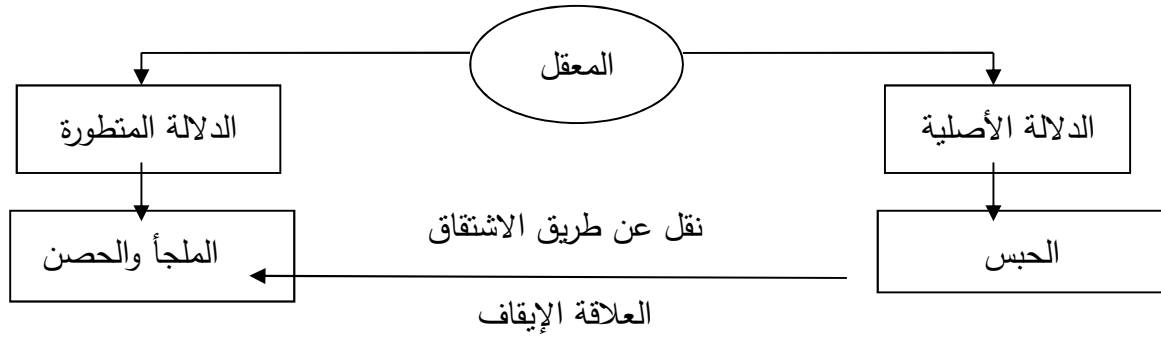 المعقل
الدلالة الأصلية
الدلالة المتطورة
نقل عن طريق الاشتقاق
الحبس
الملجأ والحصن
العلاقة الإيقاف